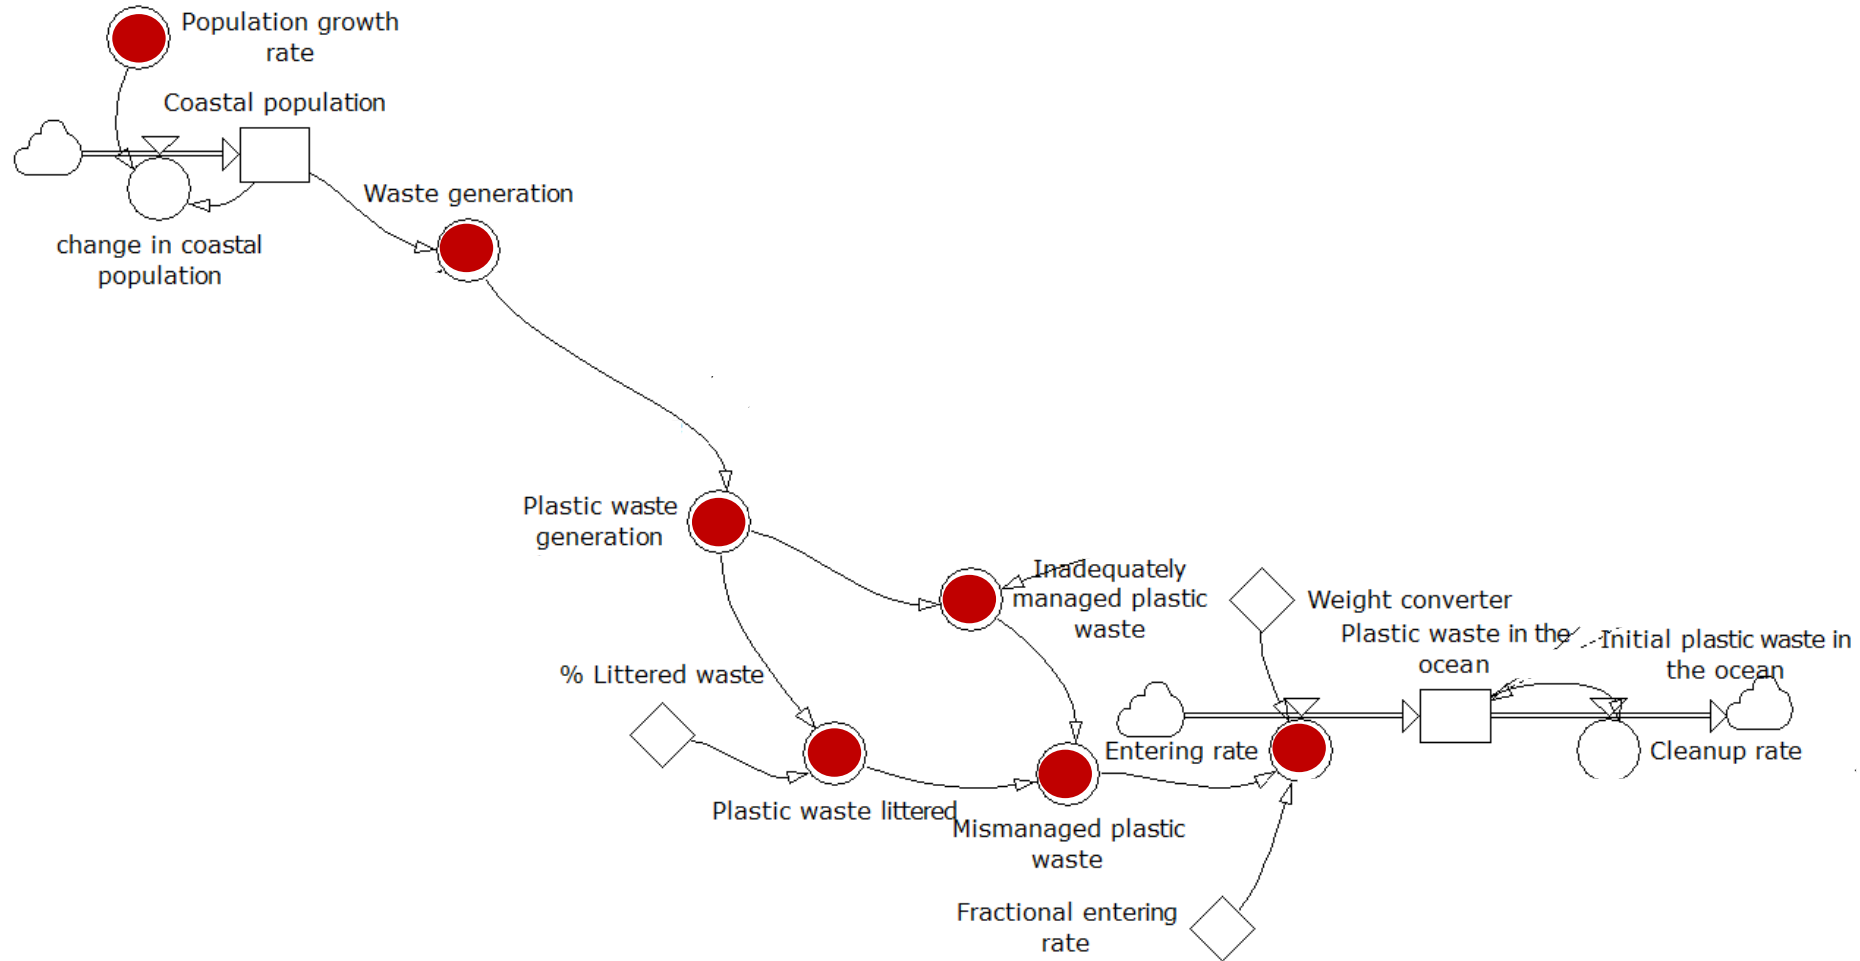 Population growth
rate
Coastal population
Waste generation
change in coastal
population
Plastic waste
generation
Inadequately
managed plastic
waste
Weight converter
Plastic waste in the
ocean
Initial plastic waste in
the ocean
% Littered waste
Entering rate
Cleanup rate
Plastic waste littered
Mismanaged plastic
waste
Fractional entering
rate